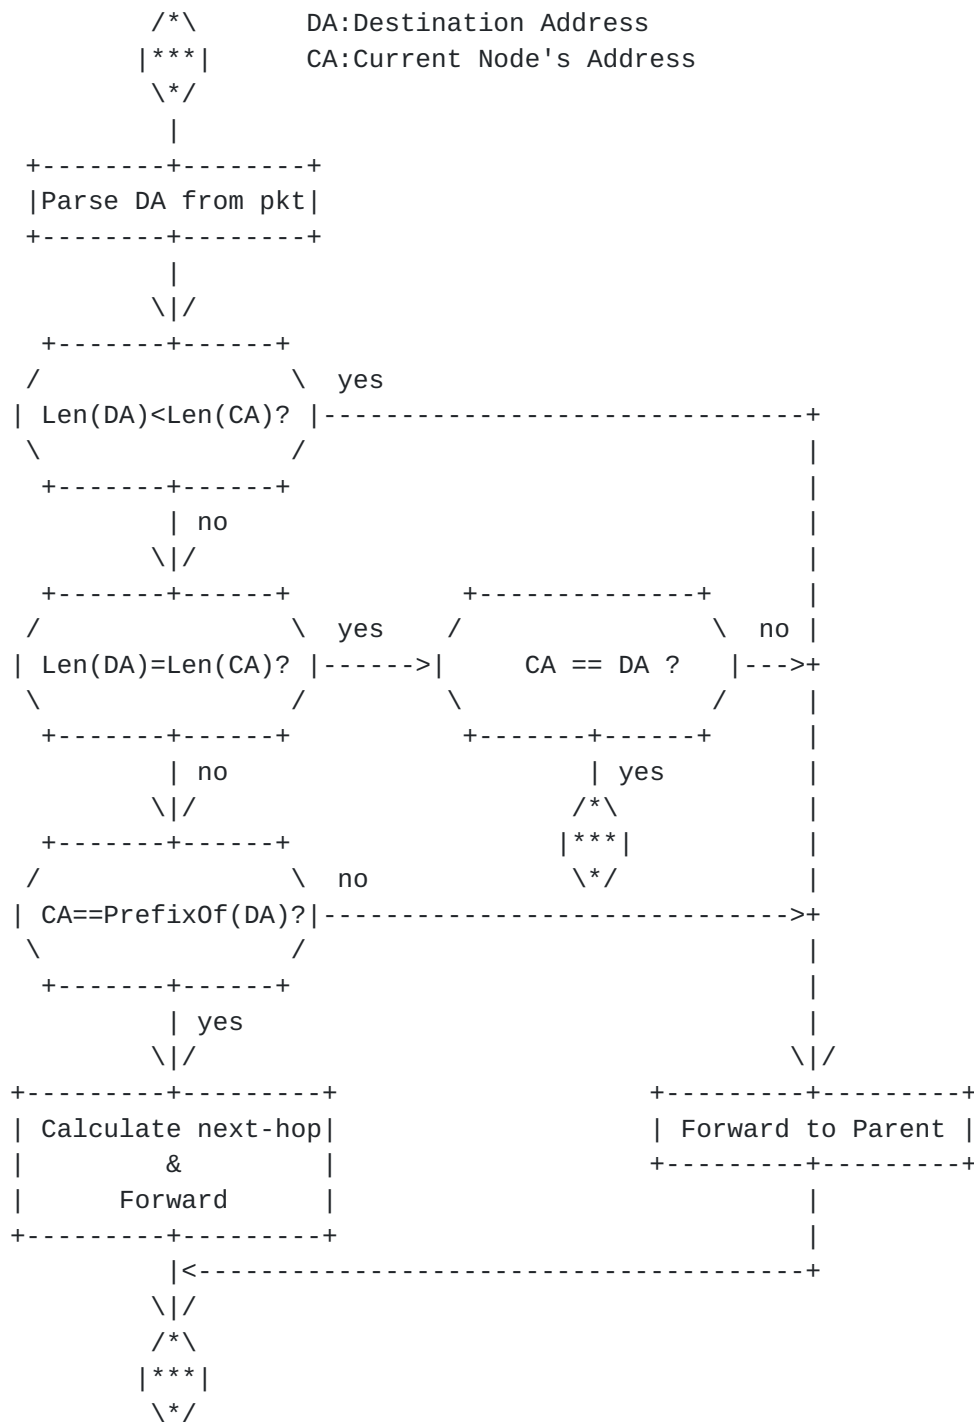 /*\       DA:Destination Address
|***|      CA:Current Node's Address
\*/
|
+--------+--------+
|Parse DA from pkt|
+--------+--------+
|
\|/
+-------+------+
/                \  yes
| Len(DA)<Len(CA)? |-------------------------------+
\                /                                |
+-------+------+                                 |
| no                                     |
\|/                                       |
+-------+------+           +--------------+      |
/                \  yes    /                \  no |
| Len(DA)=Len(CA)? |------>|     CA == DA ?   |--->+
\                /         \                /     |
+-------+------+           +-------+------+      |
| no                       | yes         |
\|/                        /*\            |
+-------+------+                 |***|           |
/                \  no             \*/            |
| CA==PrefixOf(DA)?|------------------------------>+
\                /                                |
+-------+------+                                 |
| yes                                    |
\|/                                      \|/
+---------+---------+                    +---------+---------+
| Calculate next-hop|                    | Forward to Parent |
|         &         |                    +---------+---------+
|      Forward      |                              |
+---------+---------+                              |
|<---------------------------------------+
\|/
/*\
|***|
\*/